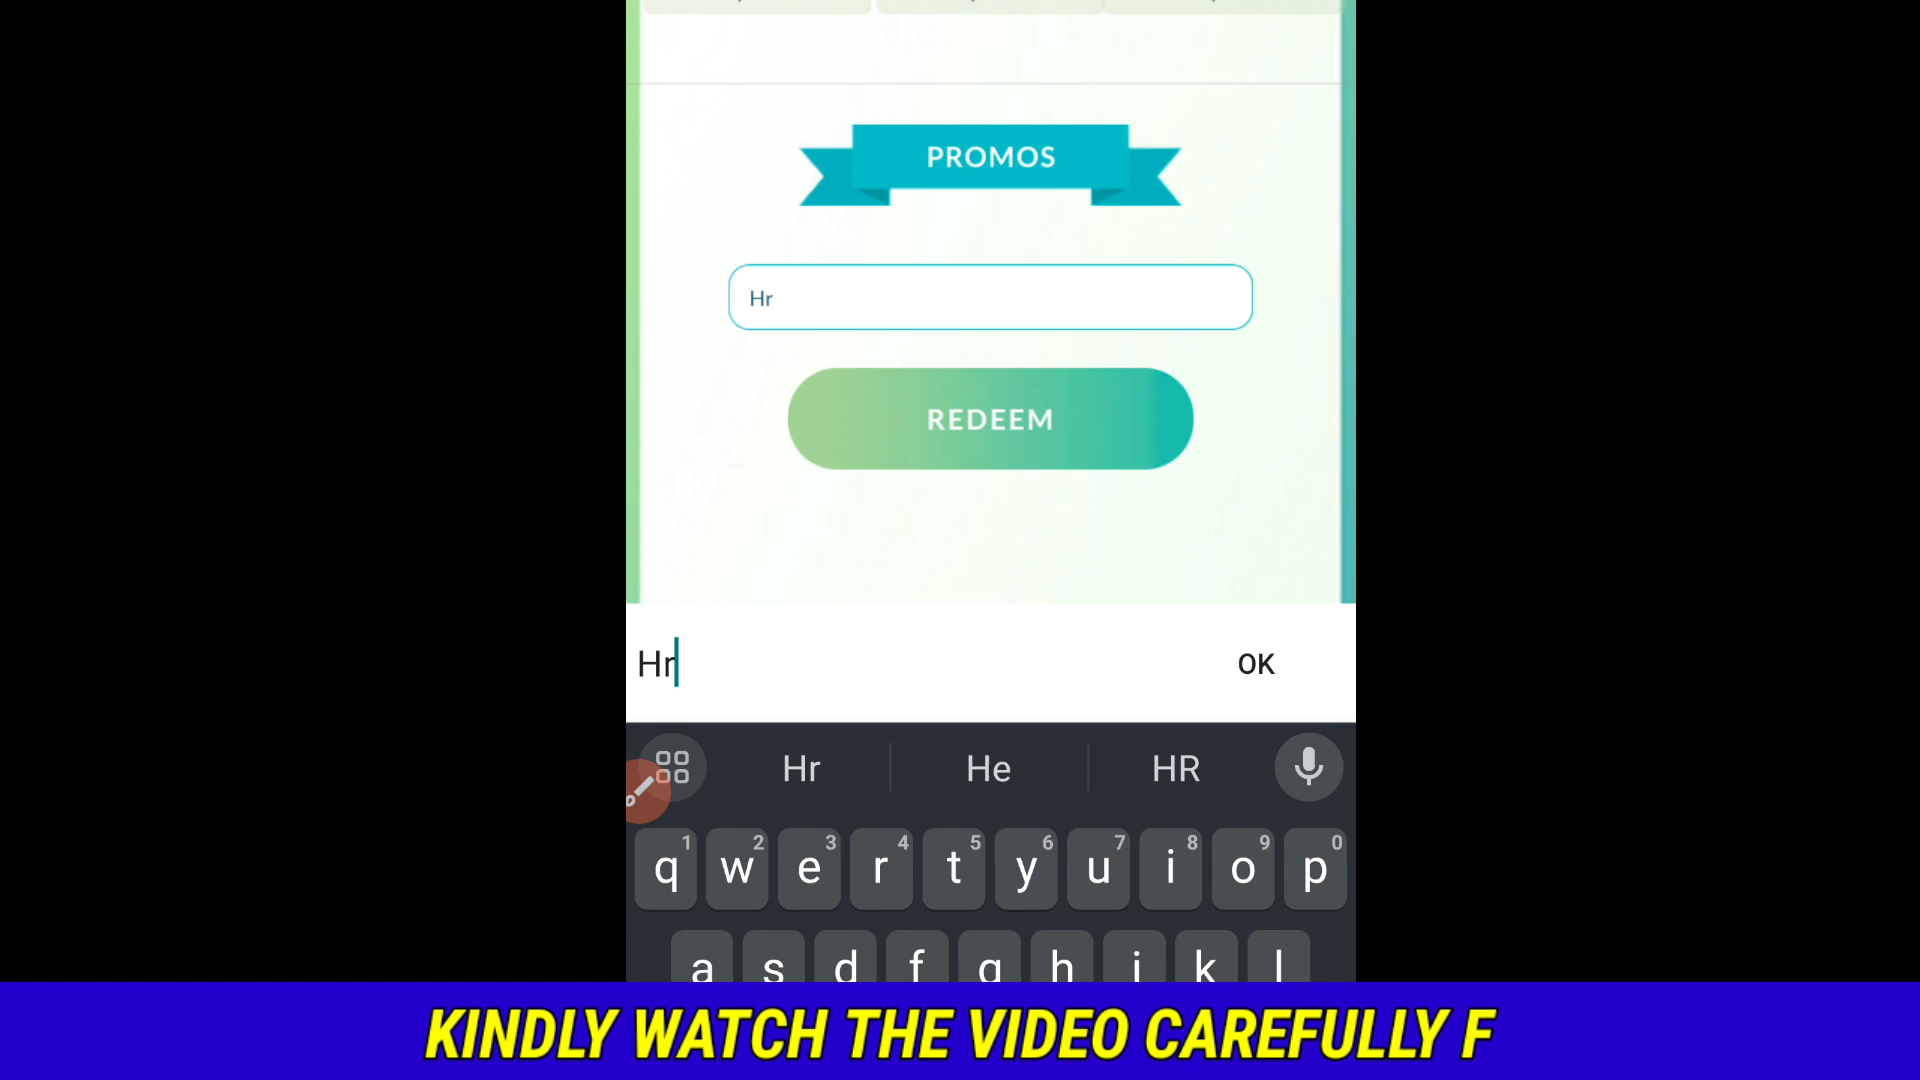 PROMOS
Hr
REDEEM
Hr OK
Hr He HR
1 2 3 4 5 6 7 8 9 0
q w e r t y u i o p
a s d f g h j k l
KINDLY WATCH THE VIDEO CAREFULLY F